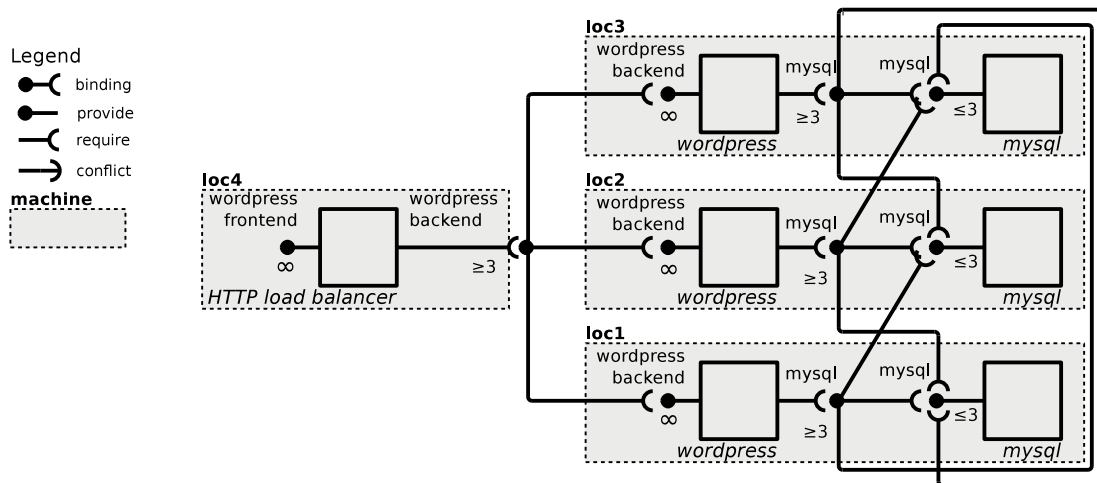 Legend
binding
provide
require
conflict
machine
loc4
wordpress
frontend
wordpress
backend
∞
≥3
HTTP load balancer
loc3
wordpress
backend
mysql
mysql
∞
≥3
≤3
wordpress
mysql
loc2
wordpress
backend
mysql
mysql
∞
≥3
≤3
wordpress
mysql
loc1
wordpress
backend
mysql
mysql
∞
≥3
≤3
wordpress
mysql